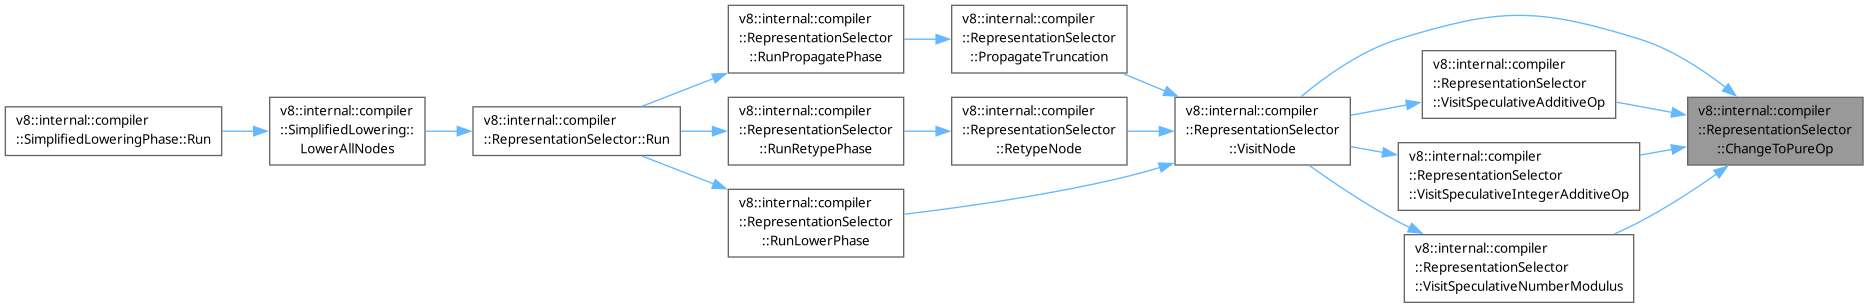 v8::internal::compiler
::SimplifiedLoweringPhase::Run
v8::internal::compiler
::SimplifiedLowering::
LowerAllNodes
v8::internal::compiler
::RepresentationSelector::Run
v8::internal::compiler
::RepresentationSelector
::RunPropagatePhase
v8::internal::compiler
::RepresentationSelector
::RunRetypePhase
v8::internal::compiler
::RepresentationSelector
::RunLowerPhase
v8::internal::compiler
::RepresentationSelector
::PropagateTruncation
v8::internal::compiler
::RepresentationSelector
::RetypeNode
v8::internal::compiler
::RepresentationSelector
::VisitNode
v8::internal::compiler
::RepresentationSelector
::VisitSpeculativeAdditiveOp
v8::internal::compiler
::RepresentationSelector
::VisitSpeculativeIntegerAdditiveOp
v8::internal::compiler
::RepresentationSelector
::VisitSpeculativeNumberModulus
v8::internal::compiler
::RepresentationSelector
::ChangeToPureOp